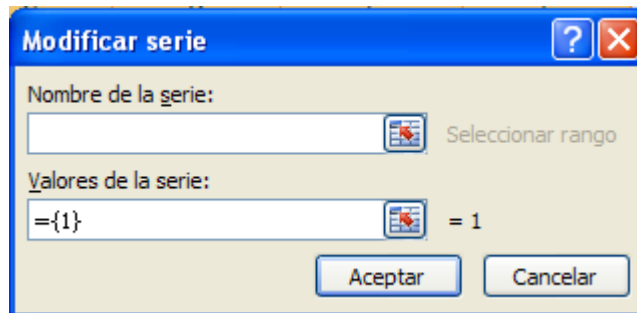 Modificar serie
Nombre de la serie:
Seleccionar rango
Valores de la serie:
={1} = 1
Aceptar Cancelar